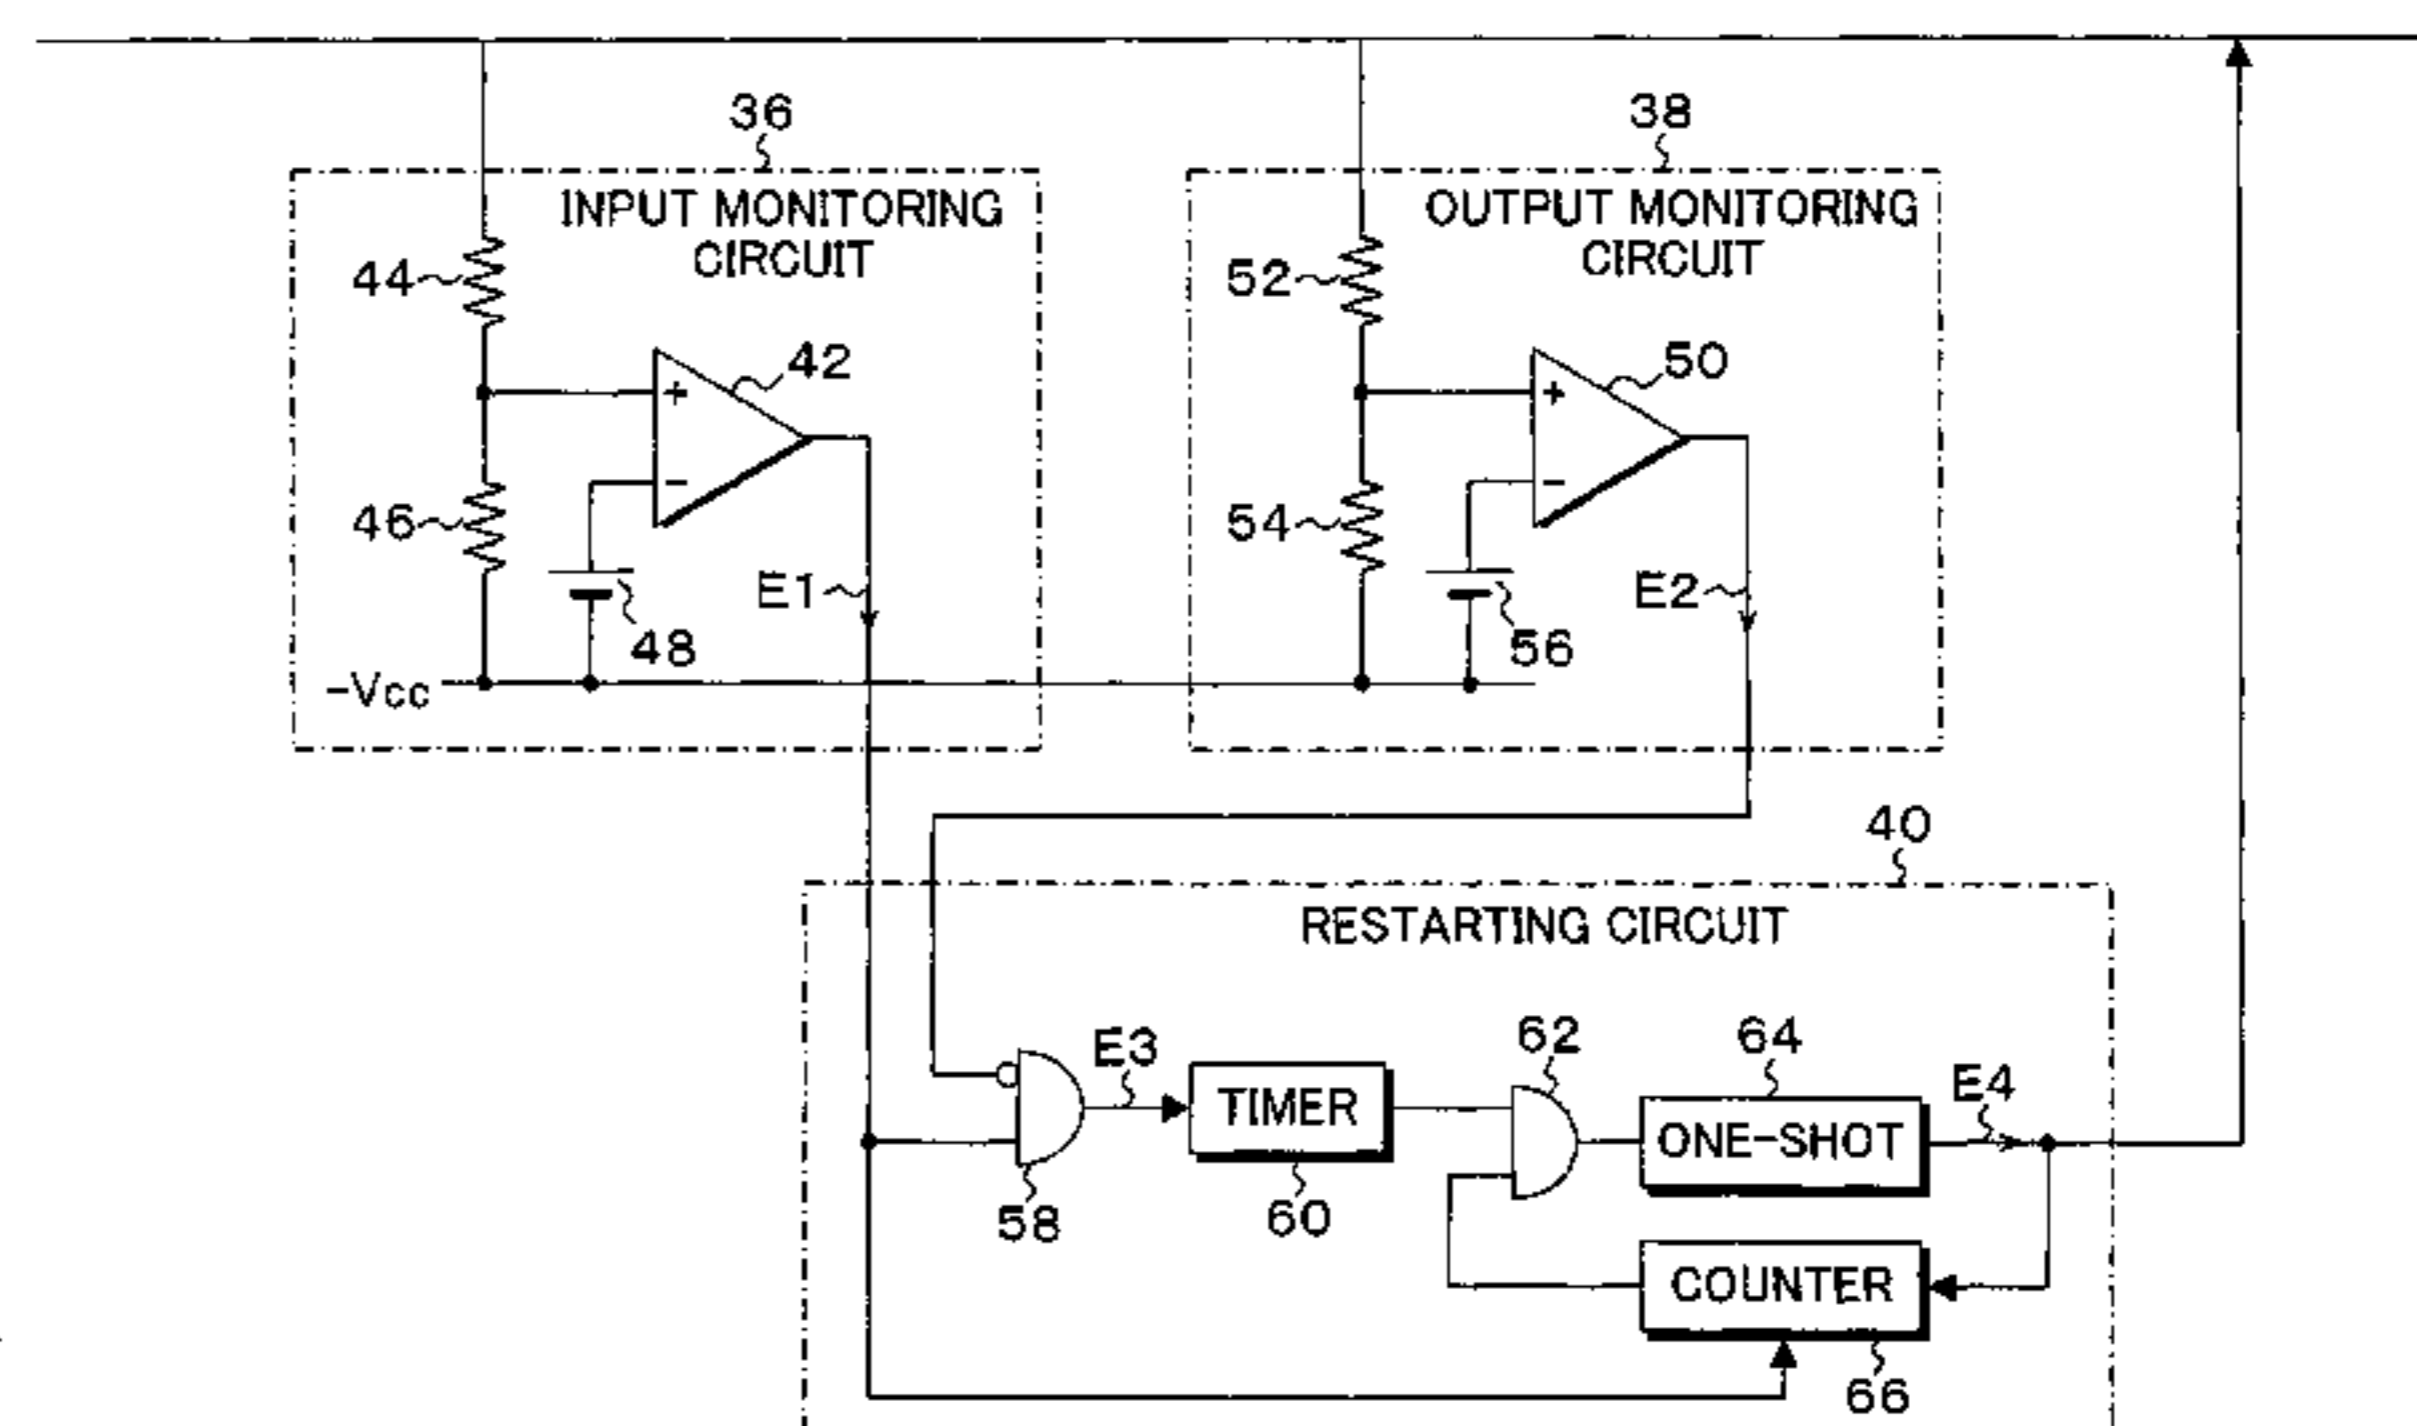 36
38
INPUT MONITORING
CIRCUIT
OUTPUT MONITORING
CIRCUIT
44
52
42
50
+
+
46
-
54
-
E1
E2
48
56
-Vcc
40
RESTARTING CIRCUIT
E3
62
64
E4
TIMER
ONE-SHOT
58
60
COUNTER
66